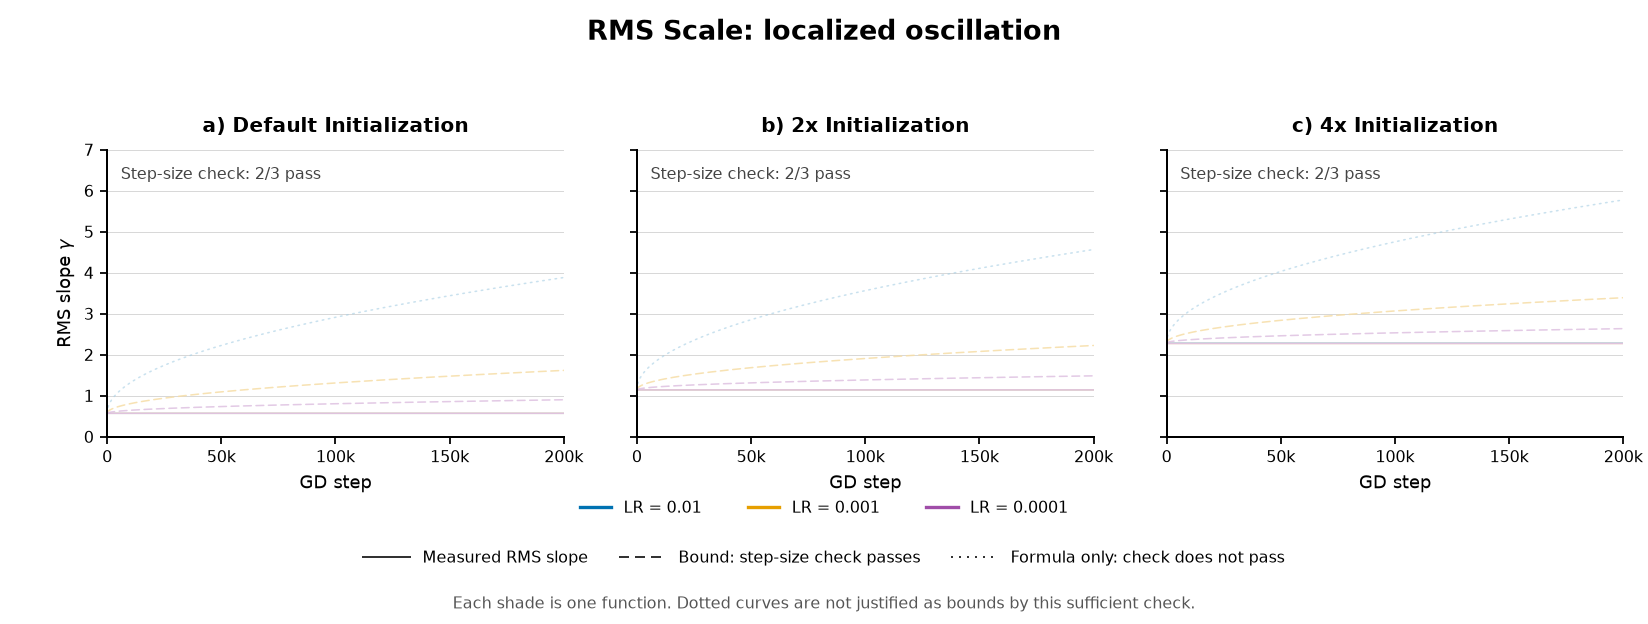 RMS Scale: localized oscillation
a) Default Initialization
b) 2x Initialization
c) 4x Initialization
Step-size check: 2/3 pass
Step-size check: 2/3 pass
Step-size check: 2/3 pass
RMS slope γ
7
6
5
4
3
2
1
0
0 50k 100k 150k 200k
0 50k 100k 150k 200k
0 50k 100k 150k 200k
GD step
GD step
GD step
LR = 0.01
LR = 0.001
LR = 0.0001
Measured RMS slope
Bound: step-size check passes
Formula only: check does not pass
Each shade is one function. Dotted curves are not justified as bounds by this sufficient check.